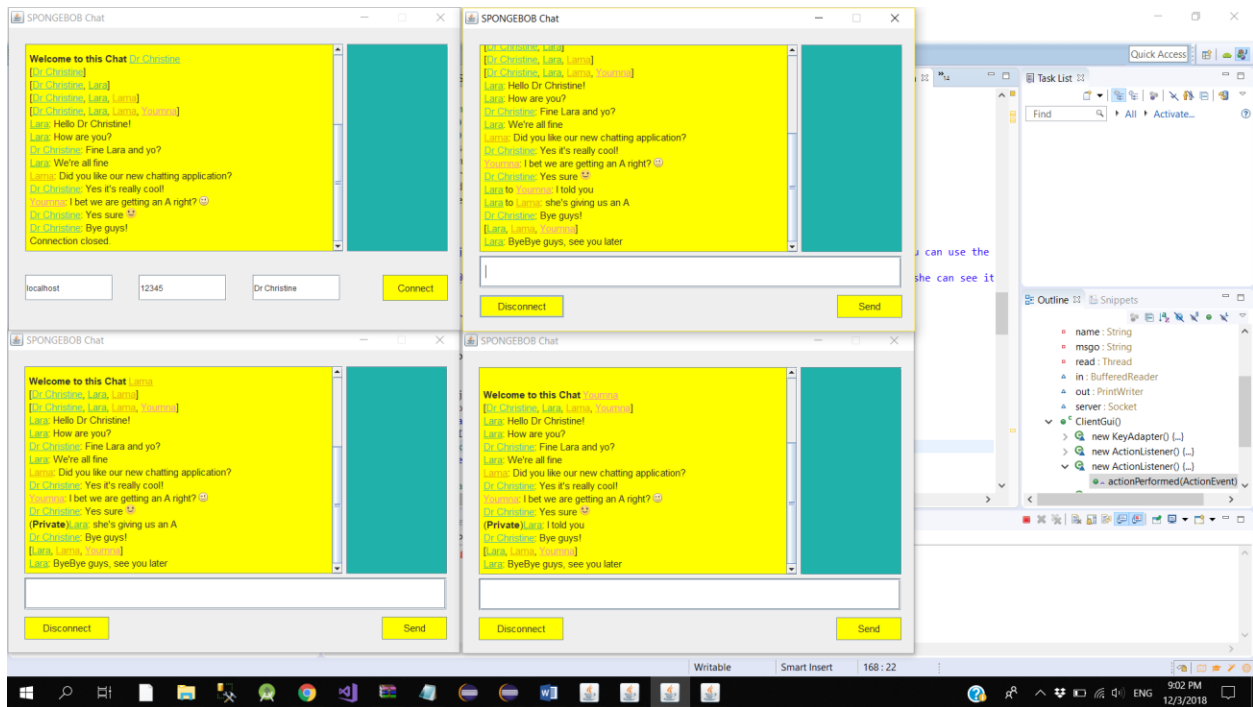 SPONGEBOB Chat
Welcome to this Chat Dr Christine
[Dr Christine]
[Dr Christine, Lara]
[Dr Christine, Lara, Lama]
[Dr Christine, Lara, Lama, Youmna]
Lara: Hello Dr Christine!
Lara: How are you?
Dr Christine: Fine Lara and yo?
Lara: We're all fine
Lama: Did you like our new chatting application?
Dr Christine: Yes it's really cool!
Youmna: I bet we are getting an A right?
Dr Christine: Yes sure
Dr Christine: Bye guys!
Connection closed.
localhost
12345
Dr Christine
Connect
SPONGEBOB Chat
[Dr Christine, Lara]
[Dr Christine, Lara, Lama]
[Dr Christine, Lara, Lama, Youmna]
Lara: Hello Dr Christine!
Lara: How are you?
Dr Christine: Fine Lara and yo?
Lara: We're all fine
Lama: Did you like our new chatting application?
Dr Christine: Yes it's really cool!
Youmna: I bet we are getting an A right?
Dr Christine: Yes sure
Lara to Youmna: I told you
Lara to Lama: she's giving us an A
Dr Christine: Bye guys!
[Lara, Lama, Youmna]
Lara: ByeBye guys, see you later
Disconnect
Send
SPONGEBOB Chat
Welcome to this Chat Lama
[Dr Christine, Lara, Lama]
[Dr Christine, Lara, Lama, Youmna]
Lara: Hello Dr Christine!
Lara: How are you?
Dr Christine: Fine Lara and yo?
Lara: We're all fine
Lama: Did you like our new chatting application?
Dr Christine: Yes it's really cool!
Youmna: I bet we are getting an A right?
Dr Christine: Yes sure
(Private)Lara: she's giving us an A
Dr Christine: Bye guys!
[Lara, Lama, Youmna]
Lara: ByeBye guys, see you later
Disconnect
Send
SPONGEBOB Chat
Welcome to this Chat Youmna
[Dr Christine, Lara, Lama, Youmna]
Lara: Hello Dr Christine!
Lara: How are you?
Dr Christine: Fine Lara and yo?
Lara: We're all fine
Lama: Did you like our new chatting application?
Dr Christine: Yes it's really cool!
Youmna: I bet we are getting an A right?
Dr Christine: Yes sure
(Private)Lara: I told you
Dr Christine: Bye guys!
[Lara, Lama, Youmna]
Lara: ByeBye guys, see you later
Disconnect
Send
Quick Access
can use the
she can see it
Task List
Find
All
Activate...
Outline
Snippets
name : String
msgo : String
read : Thread
in : BufferedReader
out : PrintWriter
server : Socket
ClientGui()
new KeyAdapter() {...}
new ActionListener() {...}
new ActionListener() {...}
actionPerformed(ActionEvent)
Writable
Smart Insert
168 : 22
ENG
9:02 PM
12/3/2018